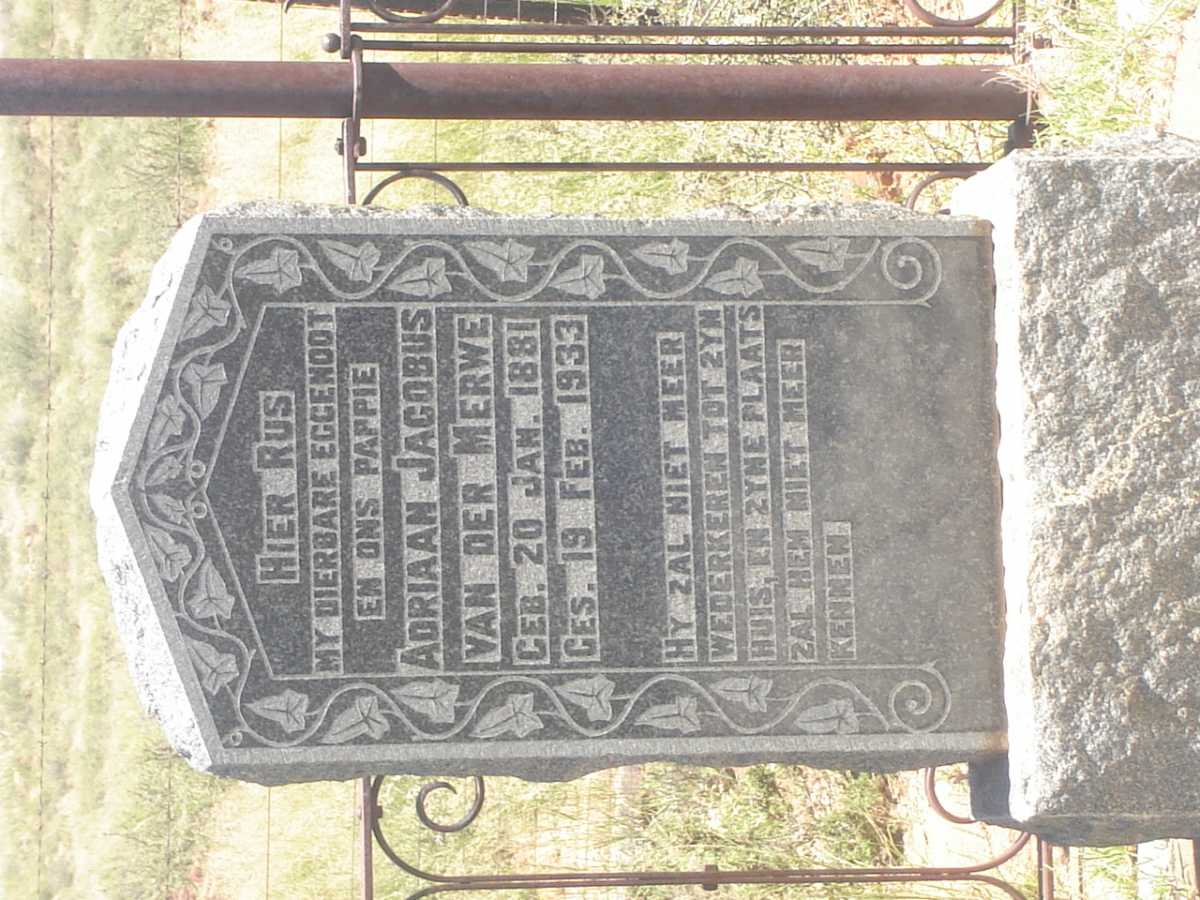 HIER RUS
MY DIERBARE EGGENOOT
EN ONS PAPPIE
ADRIAAN JACOBUS
VAN DER MERWE
GEB. 20 JAN. 1881
GES. 19 FEB. 1933
HY ZAL NIET MEER
WEDERKEREN TOT ZYN
HUIS, EN ZYNE PLAATS
ZAL HEM NIET MEER
KENNEN.